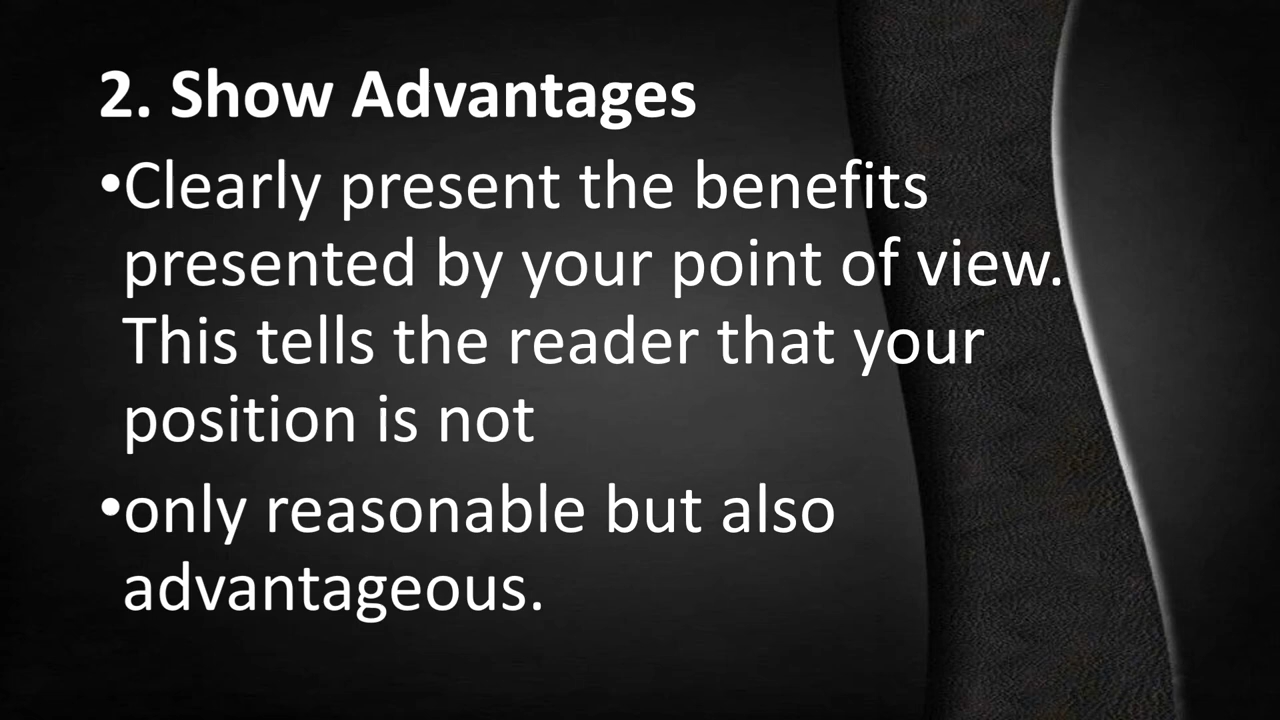 2. Show Advantages
•Clearly present the benefits
presented by your point of view.
This tells the reader that your
position is not
•only reasonable but also
advantageous.